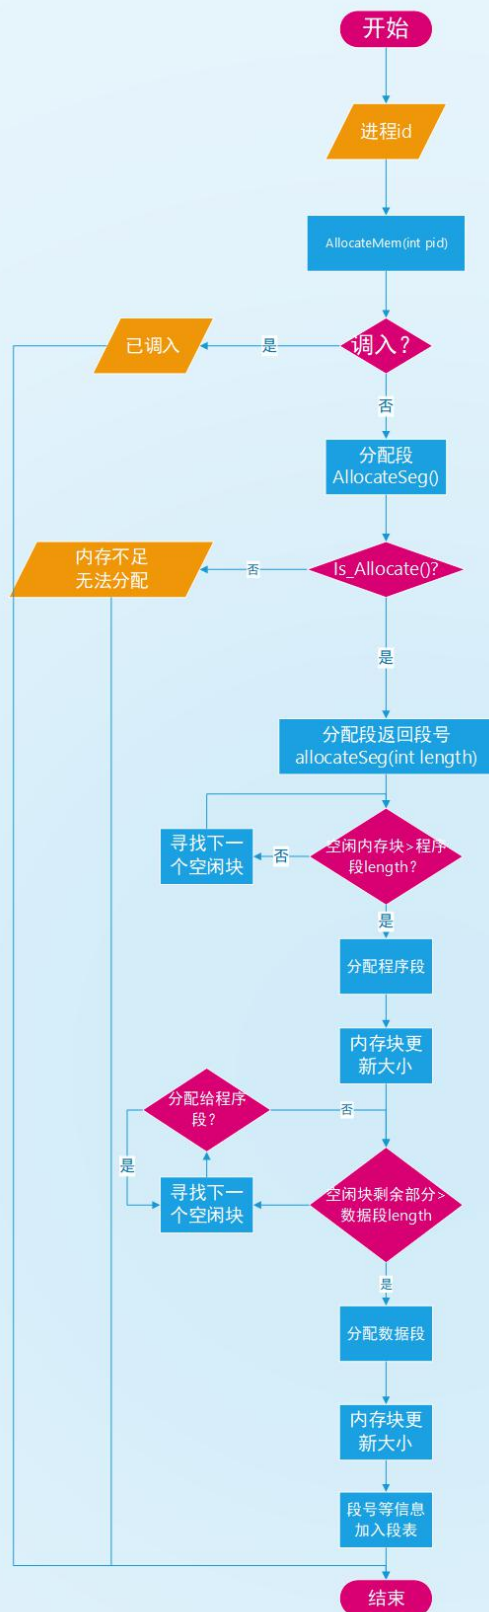 开始
进程id
AllocateMem(int pid)
调入？
是
已调入
否
分配段
AllocateSeg()
Is_Allocate()?
否
内存不足
无法分配
是
分配段返回段号
allocateSeg(int length)
空闲内存块>程序
段length?
否
寻找下一
个空闲块
是
分配程序段
内存块更
新大小
分配给程序
段？
否
是
寻找下一
个空闲块
空闲块剩余部分>
数据段length
是
分配数据段
内存块更
新大小
段号等信息
加入段表
结束